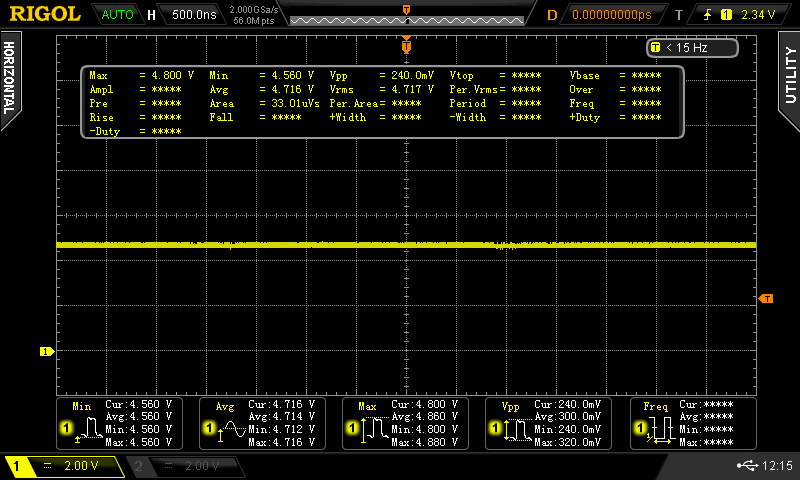 RIGOL AUTO H 500.0ns 2.000GSa/s D 0.00000000ps T 1 2.34 V
56.0M pts
T
HORIZONTAL
UTILITY
T < 15 Hz
Max = 4.800 V Min = 4.560 V Vpp = 240.0mV Vtop = ***** Vbase = *****
Ampl = ***** Avg = 4.716 V Vrms = 4.717 V Per.Vrms= ***** Over = *****
Pre = ***** Area = 33.01uVs Per.Area= ***** Period = ***** Freq = *****
Rise = ***** Fall = ***** +Width = ***** -Width = ***** +Duty = *****
-Duty = *****
T
1
Min Cur:4.560 V
Avg:4.560 V
1 Min:4.560 V
Max:4.560 V
Avg Cur:4.716 V
Avg:4.714 V
1 Min:4.712 V
Max:4.716 V
Max Cur:4.800 V
Avg:4.860 V
1 Min:4.800 V
Max:4.880 V
Vpp Cur:240.0mV
Avg:300.0mV
1 Min:240.0mV
Max:320.0mV
Freq Cur:*****
Avg:*****
1 Min:*****
Max:*****
1 2.00 V 2 2.00 V 12:15